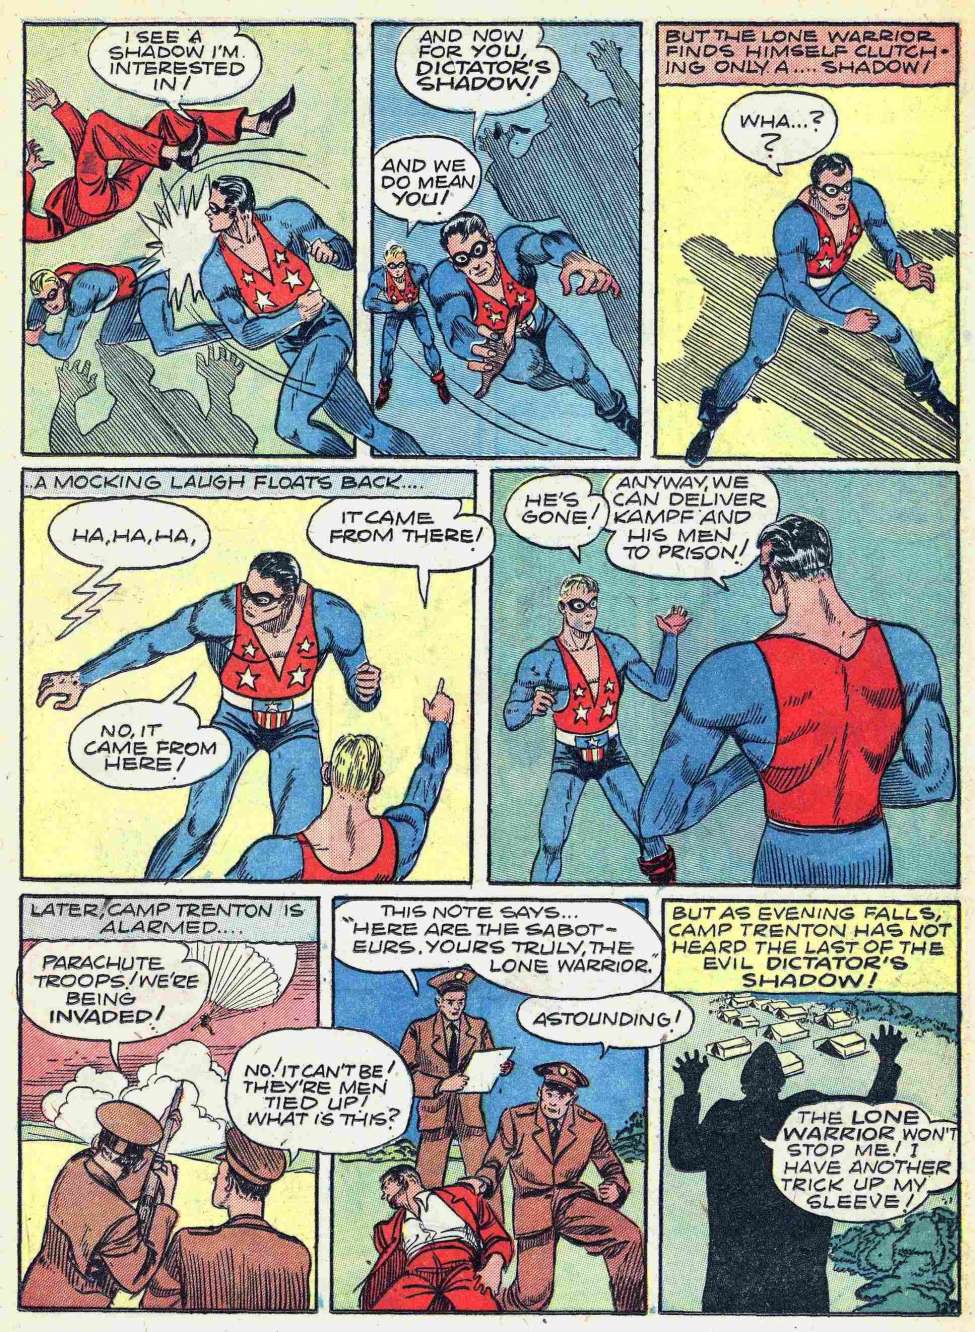 I SEE A
SHADOW I'M
INTERESTED
IN!
AND NOW
FOR YOU,
DICTATOR'S
SHADOW!
AND WE
DO MEAN
YOU!
BUT THE LONE WARRIOR
FINDS HIMSELF CLUTCH-
ING ONLY A.... SHADOW!
WHA...?
?
..A MOCKING LAUGH FLOATS BACK....
HA, HA, HA,
IT CAME
FROM THERE!
NO, IT
CAME FROM
HERE!
HE'S
GONE!
ANYWAY, WE
CAN DELIVER
KAMPF AND
HIS MEN
TO PRISON!
LATER, CAMP TRENTON IS
ALARMED....
PARACHUTE
TROOPS! WE'RE
BEING
INVADED!
NO! IT CAN'T BE!
THEY'RE MEN
TIED UP!
WHAT IS THIS?
THIS NOTE SAYS...
"HERE ARE THE SABOT-
EURS. YOURS TRULY, THE
LONE WARRIOR."
ASTOUNDING!
BUT AS EVENING FALLS,
CAMP TRENTON HAS NOT
HEARD THE LAST OF THE
EVIL DICTATOR'S
SHADOW!
THE LONE
WARRIOR WON'T
STOP ME! I
HAVE ANOTHER
TRICK UP MY
SLEEVE!